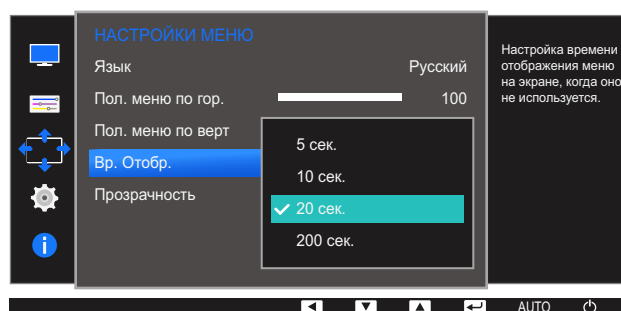 НАСТРОЙКИ МЕНЮ
Язык Русский
Пол. меню по гор. 100
Пол. меню по верт
Вр. Отобр.
Прозрачность
5 сек.
10 сек.
20 сек.
200 сек.
Настройка времени
отображения меню
на экране, когда оно
не используется.
AUTO